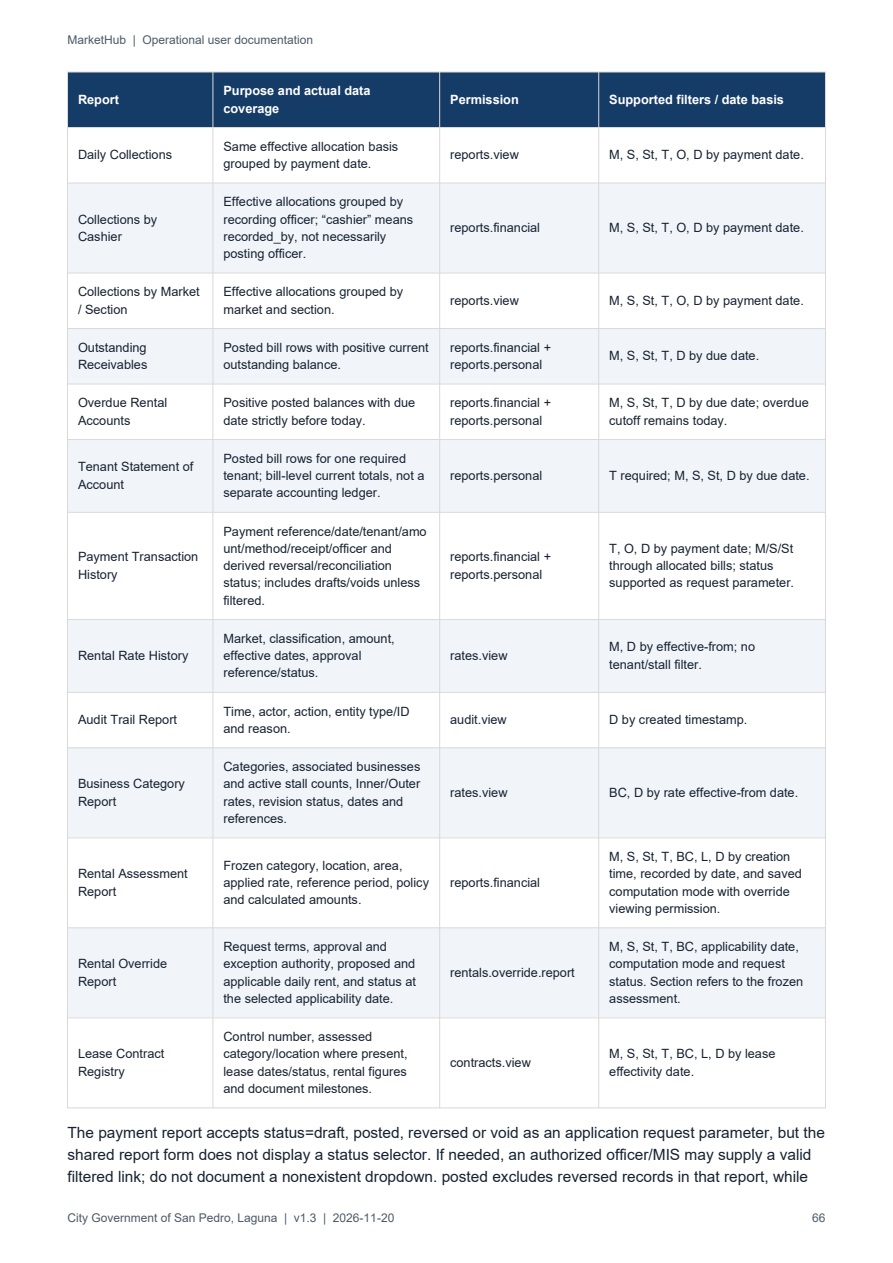 MarketHub | Operational user documentation
Report
Purpose and actual data
coverage
Permission
Supported filters / date basis
Daily Collections
Same effective allocation basis
grouped by payment date.
reports.view
M, S, St, T, O, D by payment date.
Collections by
Cashier
Effective allocations grouped by
recording officer; “cashier” means
recorded_by, not necessarily
posting officer.
reports.financial
M, S, St, T, O, D by payment date.
Collections by Market
/ Section
Effective allocations grouped by
market and section.
reports.view
M, S, St, T, O, D by payment date.
Outstanding
Receivables
Posted bill rows with positive current
outstanding balance.
reports.financial +
reports.personal
M, S, St, T, D by due date.
Overdue Rental
Accounts
Positive posted balances with due
date strictly before today.
reports.financial +
reports.personal
M, S, St, T, D by due date; overdue
cutoff remains today.
Tenant Statement of
Account
Posted bill rows for one required
tenant; bill-level current totals, not a
separate accounting ledger.
reports.personal
T required; M, S, St, D by due date.
Payment Transaction
History
Payment reference/date/tenant/amo
unt/method/receipt/officer and
derived reversal/reconciliation
status; includes drafts/voids unless
filtered.
reports.financial +
reports.personal
T, O, D by payment date; M/S/St
through allocated bills; status
supported as request parameter.
Rental Rate History
Market, classification, amount,
effective dates, approval
reference/status.
rates.view
M, D by effective-from; no
tenant/stall filter.
Audit Trail Report
Time, actor, action, entity type/ID
and reason.
audit.view
D by created timestamp.
Business Category
Report
Categories, associated businesses
and active stall counts, Inner/Outer
rates, revision status, dates and
references.
rates.view
BC, D by rate effective-from date.
Rental Assessment
Report
Frozen category, location, area,
applied rate, reference period, policy
and calculated amounts.
reports.financial
M, S, St, T, BC, L, D by creation
time, recorded by date, and saved
computation mode with override
viewing permission.
Rental Override
Report
Request terms, approval and
exception authority, proposed and
applicable daily rent, and status at
the selected applicability date.
rentals.override.report
M, S, St, T, BC, applicability date,
computation mode and request
status. Section refers to the frozen
assessment.
Lease Contract
Registry
Control number, assessed
category/location where present,
lease dates/status, rental figures
and document milestones.
contracts.view
M, S, St, T, BC, L, D by lease
effectivity date.
The payment report accepts status=draft, posted, reversed or void as an application request parameter, but the
shared report form does not display a status selector. If needed, an authorized officer/MIS may supply a valid
filtered link; do not document a nonexistent dropdown. posted excludes reversed records in that report, while
City Government of San Pedro, Laguna | v1.3 | 2026-11-20
66